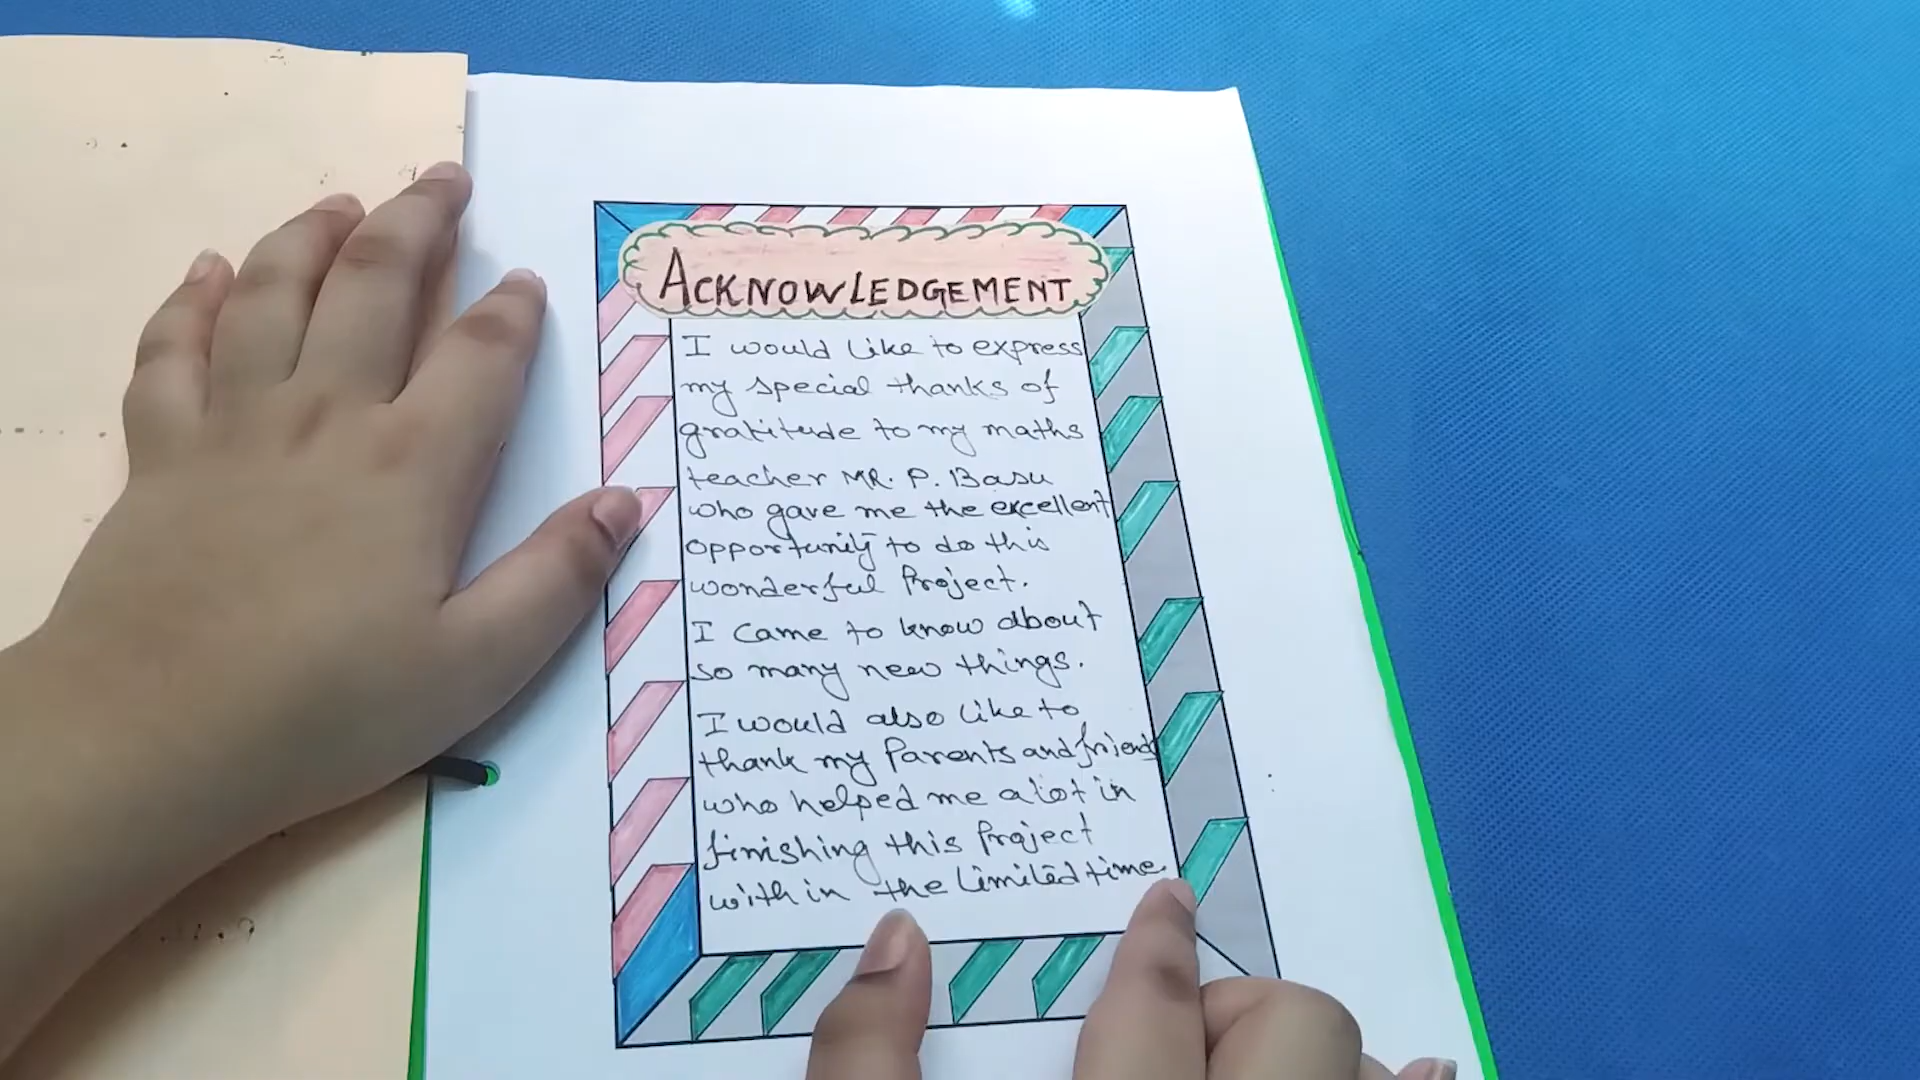 ACKNOWLEDGEMENT
I would like to express
my special thanks of
gratitude to my maths
teacher MR. P. Basu
who gave me the excellent
opportunity to do this
wonderful Project.
I came to know about
so many new things.
I would also like to
thank my Parents and friends
who helped me a lot in
finishing this Project
with in the limited time.